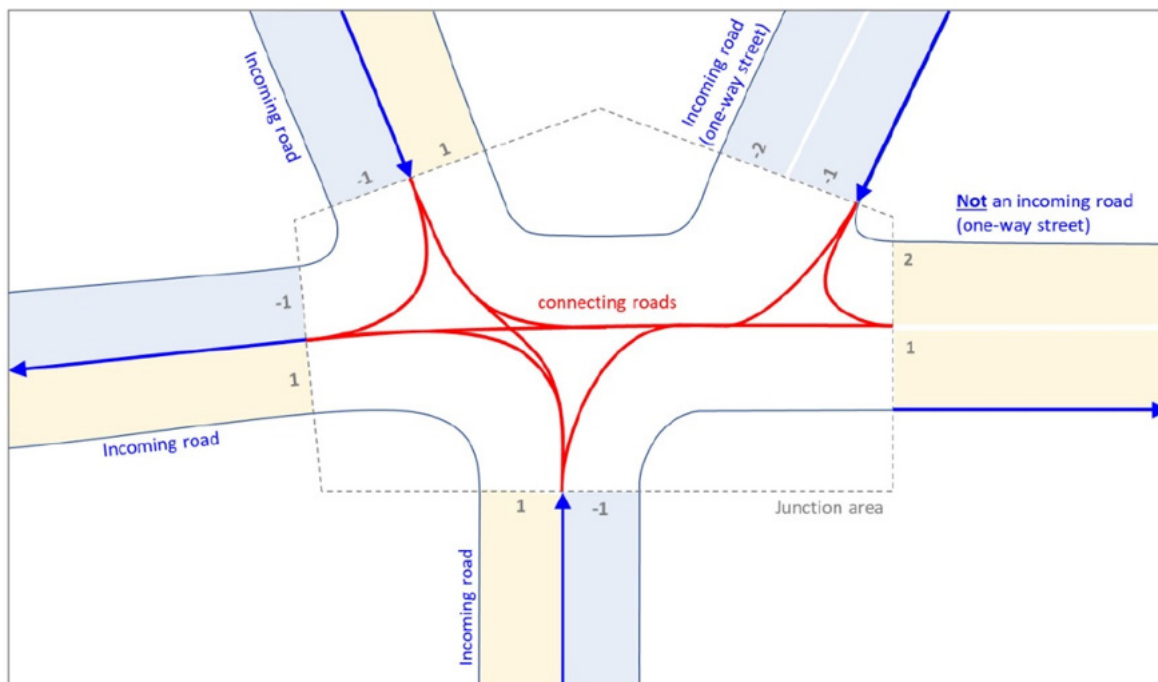 Incoming road
Incoming road
(one-way street)
-1
1
-2
-1
Not an incoming road
(one-way street)
2
-1
connecting roads
1
1
Incoming road
1
-1
Junction area
Incoming road